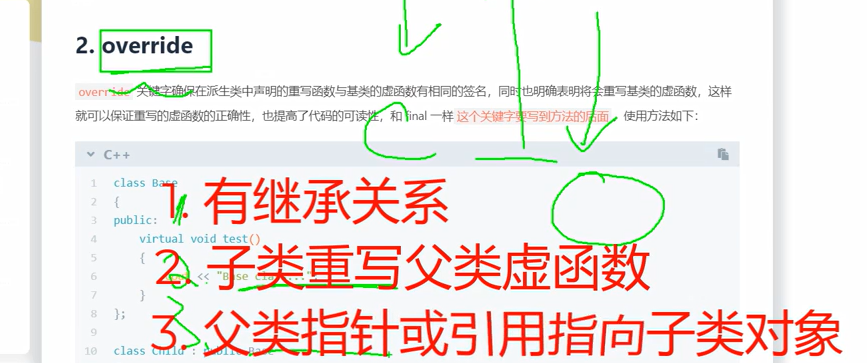 2. override
override 关键字确保在派生类中声明的重写函数与基类的虚函数有相同的签名，同时也明确表明将会重写基类的虚函数，这样
就可以保证重写的虚函数的正确性，也提高了代码的可读性，和 final 一样 这个关键字要写到方法的后面 。使用方法如下：
C++
1 class Base
1. 有继承关系
2 {
3 public:
4 virtual void test()
2. 子类重写父类虚函数
5 {
6 << "Base class..."
7 }
8 };
3. 父类指针或引用指向子类对象
9
10 class Child : public Base